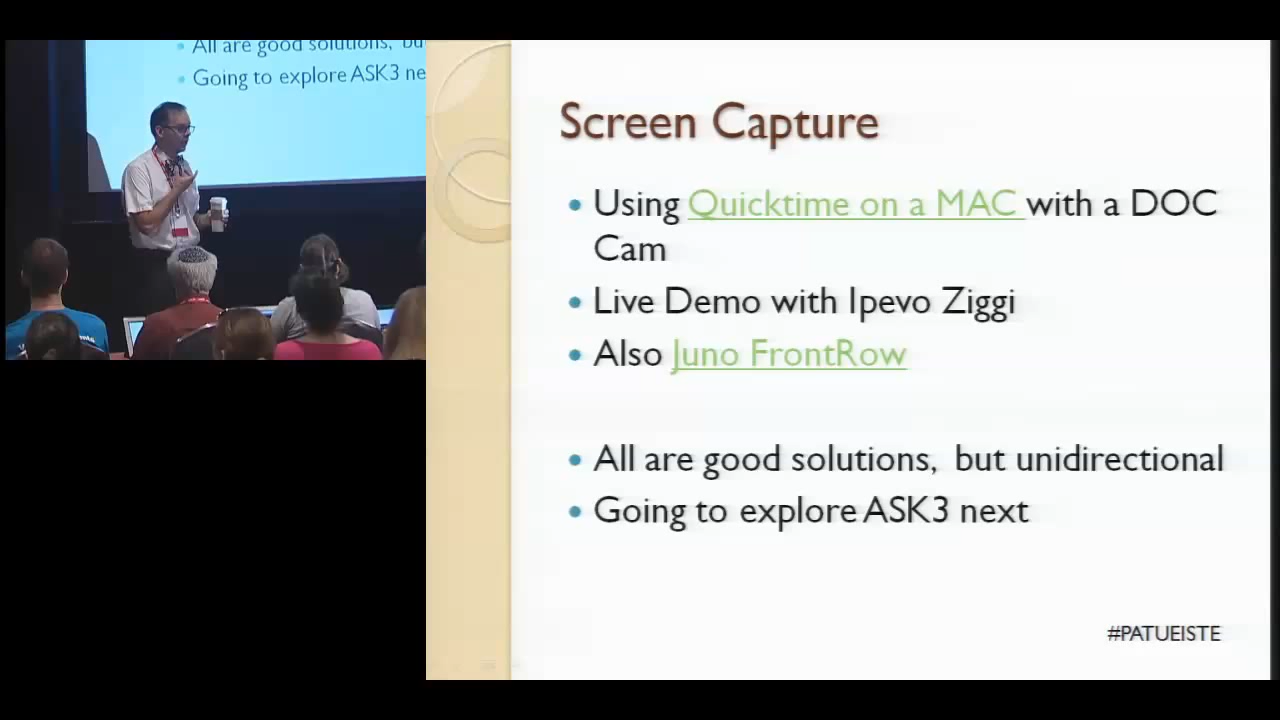 All are good solutions, bu
Going to explore ASK3 ne
Screen Capture
Using Quicktime on a MAC with a DOC
Cam
Live Demo with Ipevo Ziggi
Also Juno FrontRow
All are good solutions, but unidirectional
Going to explore ASK3 next
#PATUEISTE